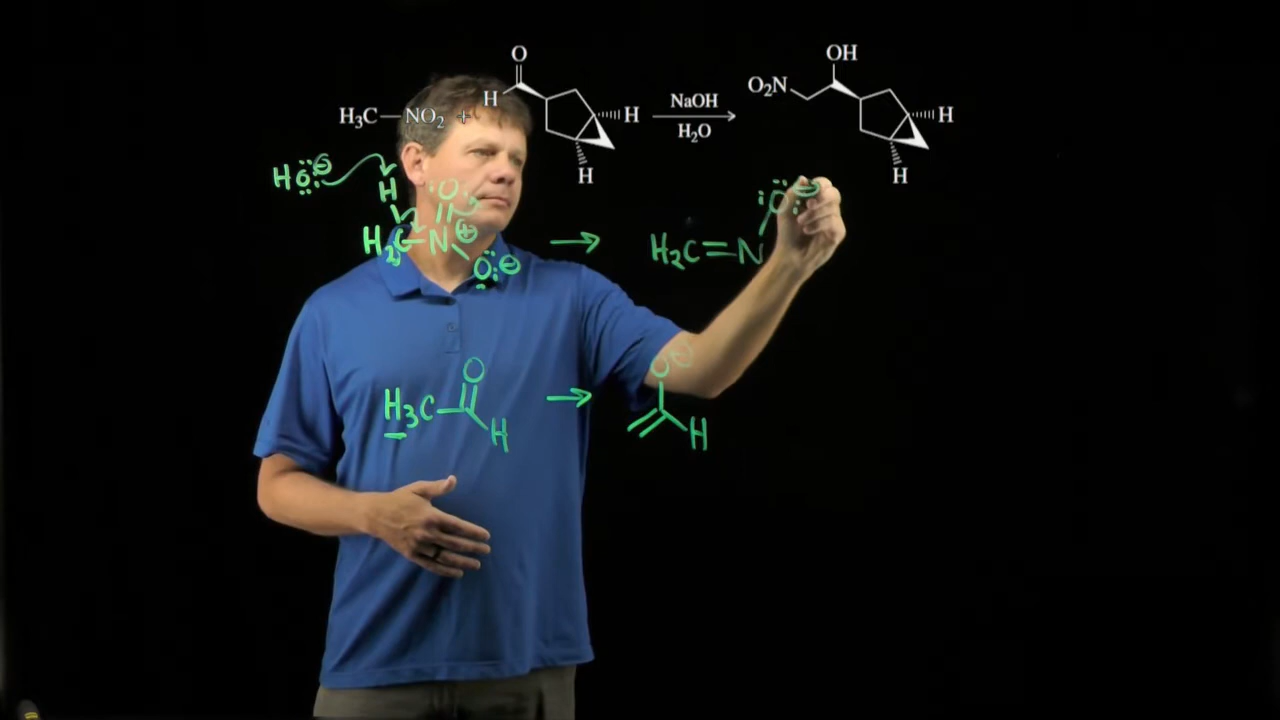 H₃C—NO₂ + H O H H NaOH H₂O OH O₂N H H
HO:⊖ H H₂C—N⊕ :O :O:⊖ → H₂C=N :O:⊖
H₃C O H → O⊖ H